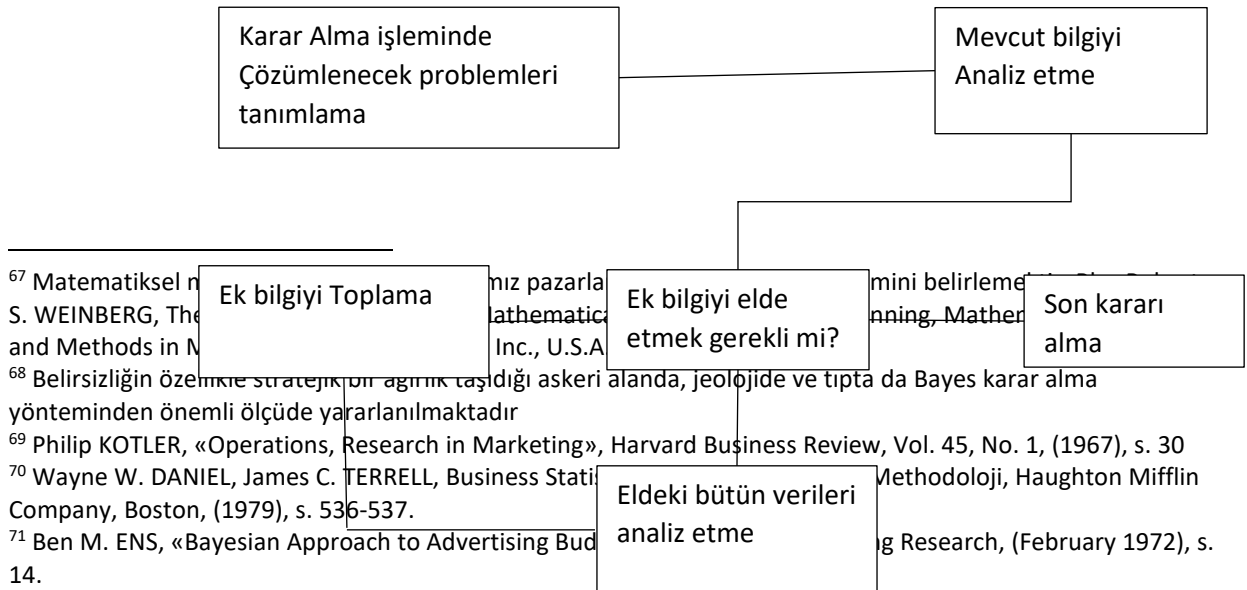 Karar Alma işleminde
Çözümlenecek problemleri
tanımlama
Mevcut bilgiyi
Analiz etme
Ek bilgiyi Toplama
Ek bilgiyi elde
etmek gerekli mi?
Son kararı
alma
Eldeki bütün verileri
analiz etme
67 Matematiksel
S. WEINBERG,
and Methods in Inc., U.S.A
68 Belirsizliğin özellikle stratejik bir ağırlık taşıdığı askeri alanda, jeolojide ve tıpta da Bayes karar alma
yönteminden önemli ölçüde yararlanılmaktadır
69 Philip KOTLER, «Operations, Research in Marketing», Harvard Business Review, Vol. 45, No. 1, (1967), s. 30
70 Wayne W. DANIEL, James C. TERRELL, Business Methodoloji, Haughton Mifflin
Company, Boston, (1979), s. 536-537.
71 Ben M. ENS, «Bayesian Approach to Advertising Research, (February 1972), s.
14.